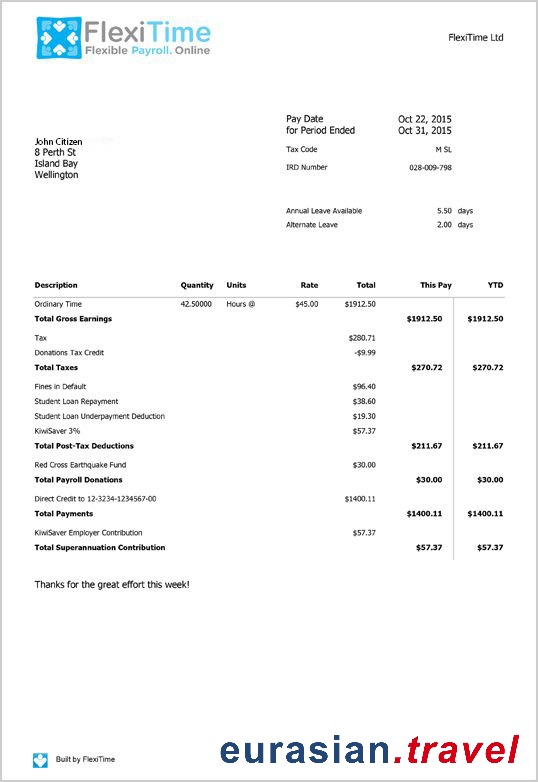 FlexiTime
Flexible Payroll. Online
FlexiTime Ltd
Pay Date Oct 22, 2015
for Period Ended Oct 31, 2015
Tax Code M SL
IRD Number 028-009-798
John Citizen
8 Perth St
Island Bay
Wellington
Annual Leave Available 5.50 days
Alternate Leave 2.00 days
Description Quantity Units Rate Total This Pay YTD
Ordinary Time 42.50000 Hours @ $45.00 $1912.50
Total Gross Earnings $1912.50 $1912.50
Tax $280.71
Donations Tax Credit -$9.99
Total Taxes $270.72 $270.72
Fines in Default $96.40
Student Loan Repayment $38.60
Student Loan Underpayment Deduction $19.30
KiwiSaver 3% $57.37
Total Post-Tax Deductions $211.67 $211.67
Red Cross Earthquake Fund $30.00
Total Payroll Donations $30.00 $30.00
Direct Credit to 12-3234-1234567-00 $1400.11
Total Payments $1400.11 $1400.11
KiwiSaver Employer Contribution $57.37
Total Superannuation Contribution $57.37 $57.37
Thanks for the great effort this week!
Built by FlexiTime
eurasian.travel